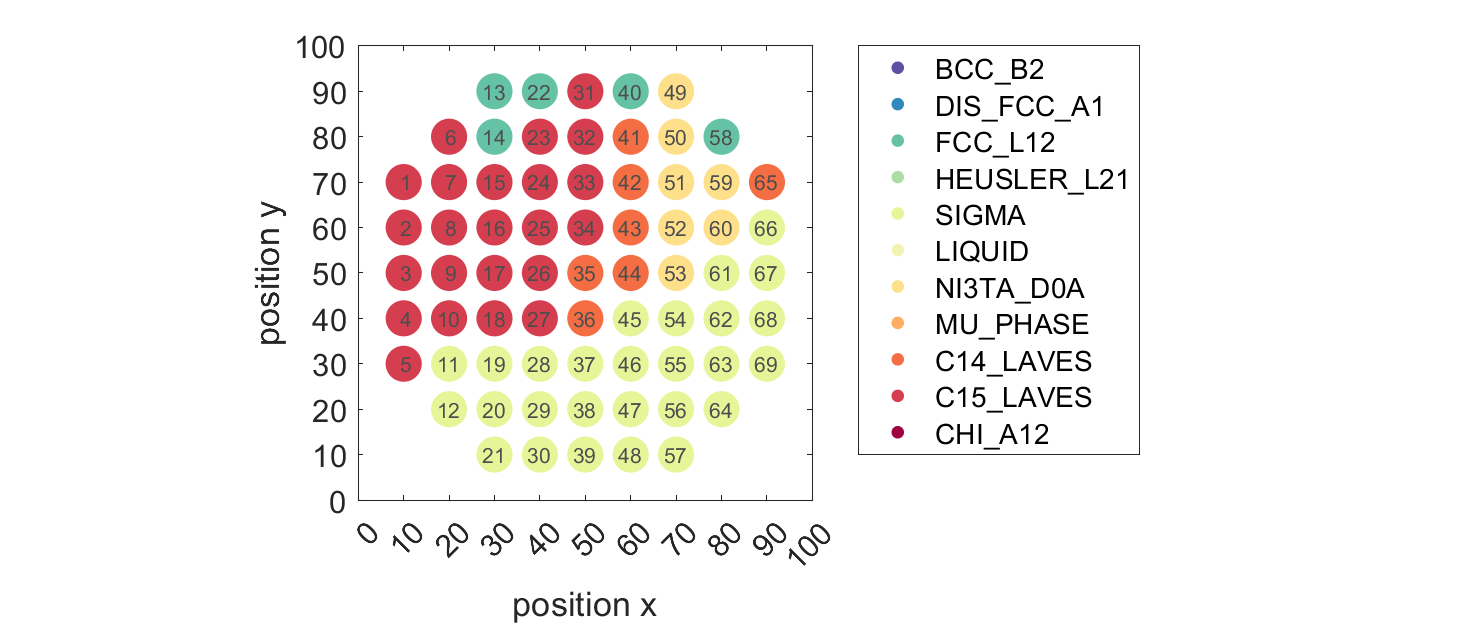 100
90
80
70
60
50
40
30
20
10
0
position y
13 22 31 40 49
6 14 23 32 41 50 58
1 7 15 24 33 42 51 59 65
2 8 16 25 34 43 52 60 66
3 9 17 26 35 44 53 61 67
4 10 18 27 36 45 54 62 68
5 11 19 28 37 46 55 63 69
12 20 29 38 47 56 64
21 30 39 48 57
0 10 20 30 40 50 60 70 80 90 100
position x
BCC_B2
DIS_FCC_A1
FCC_L12
HEUSLER_L21
SIGMA
LIQUID
NI3TA_D0A
MU_PHASE
C14_LAVES
C15_LAVES
CHI_A12